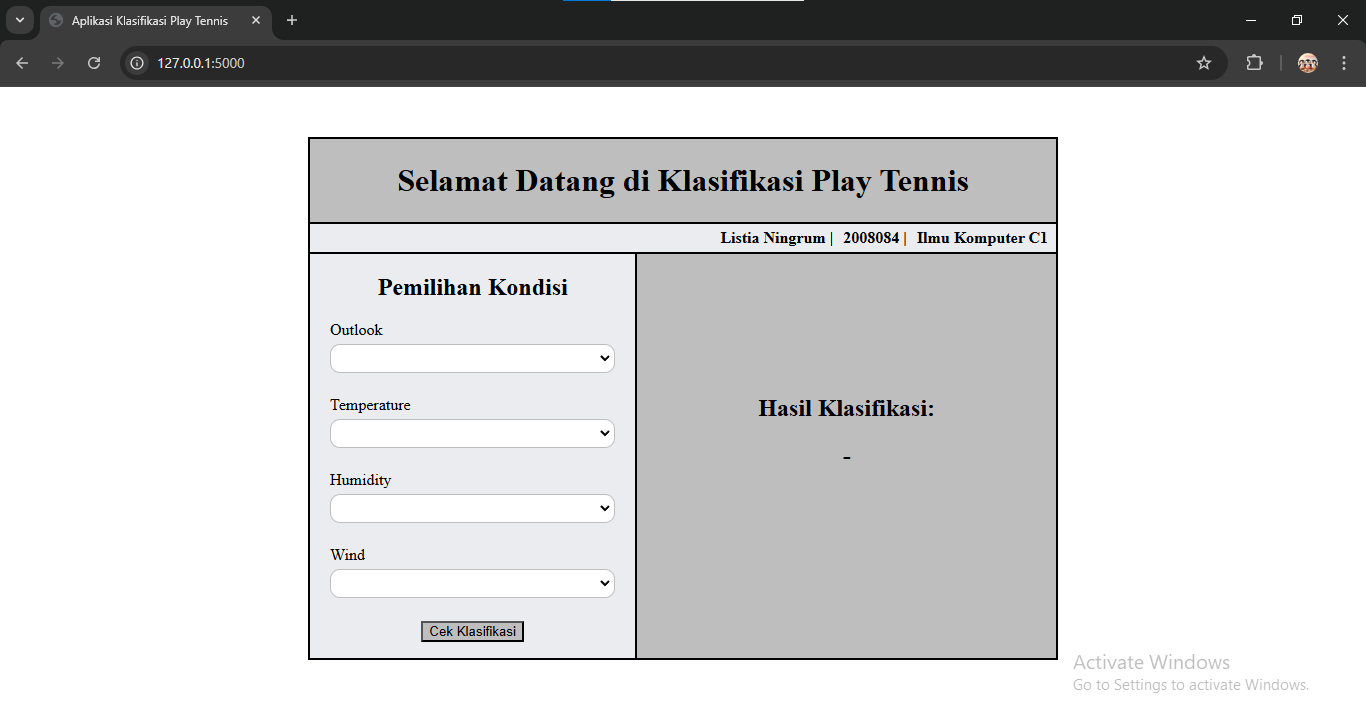 Aplikasi Klasifikasi Play Tennis
127.0.0.1:5000
Selamat Datang di Klasifikasi Play Tennis
Listia Ningrum | 2008084 | Ilmu Komputer C1
Pemilihan Kondisi
Outlook
Temperature
Humidity
Wind
Cek Klasifikasi
Hasil Klasifikasi:
-
Activate Windows
Go to Settings to activate Windows.